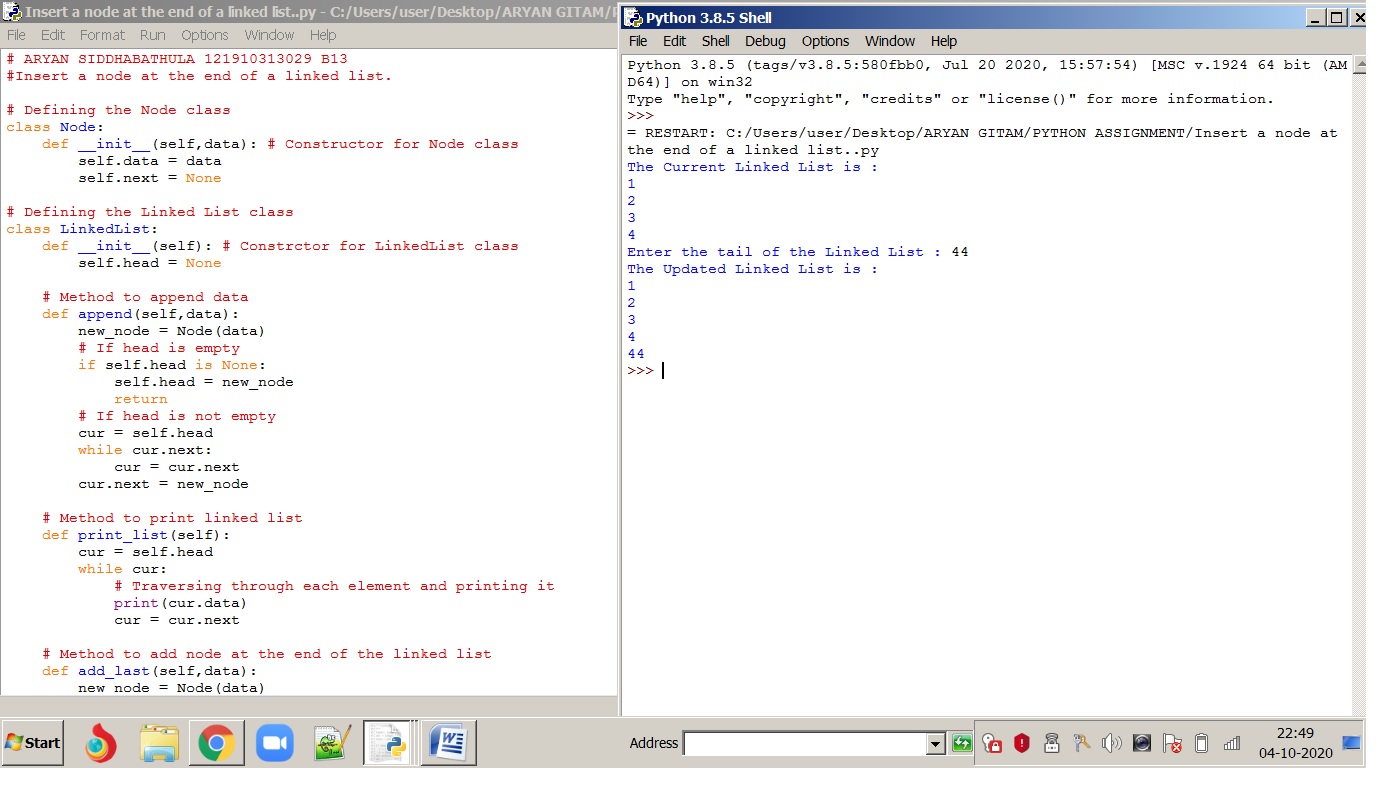 Insert a node at the end of a linked list..py - C:/Users/user/Desktop/ARYAN GITAM/
File Edit Format Run Options Window Help
# ARYAN SIDDHABATHULA 121910313029 B13
#Insert a node at the end of a linked list.

# Defining the Node class
class Node:
    def __init__(self,data): # Constructor for Node class
        self.data = data
        self.next = None

# Defining the Linked List class
class LinkedList:
    def __init__(self): # Constrctor for LinkedList class
        self.head = None

    # Method to append data
    def append(self,data):
        new_node = Node(data)
        # If head is empty
        if self.head is None:
            self.head = new_node
            return
        # If head is not empty
        cur = self.head
        while cur.next:
            cur = cur.next
        cur.next = new_node

    # Method to print linked list
    def print_list(self):
        cur = self.head
        while cur:
            # Traversing through each element and printing it
            print(cur.data)
            cur = cur.next

    # Method to add node at the end of the linked list
    def add_last(self,data):
        new_node = Node(data)
Python 3.8.5 Shell
File Edit Shell Debug Options Window Help
Python 3.8.5 (tags/v3.8.5:580fbb0, Jul 20 2020, 15:57:54) [MSC v.1924 64 bit (AM
D64)] on win32
Type "help", "copyright", "credits" or "license()" for more information.
>>>
= RESTART: C:/Users/user/Desktop/ARYAN GITAM/PYTHON ASSIGNMENT/Insert a node at
the end of a linked list..py
The Current Linked List is :
1
2
3
4
Enter the tail of the Linked List : 44
The Updated Linked List is :
1
2
3
4
44
>>>
Start
Address
22:49
04-10-2020